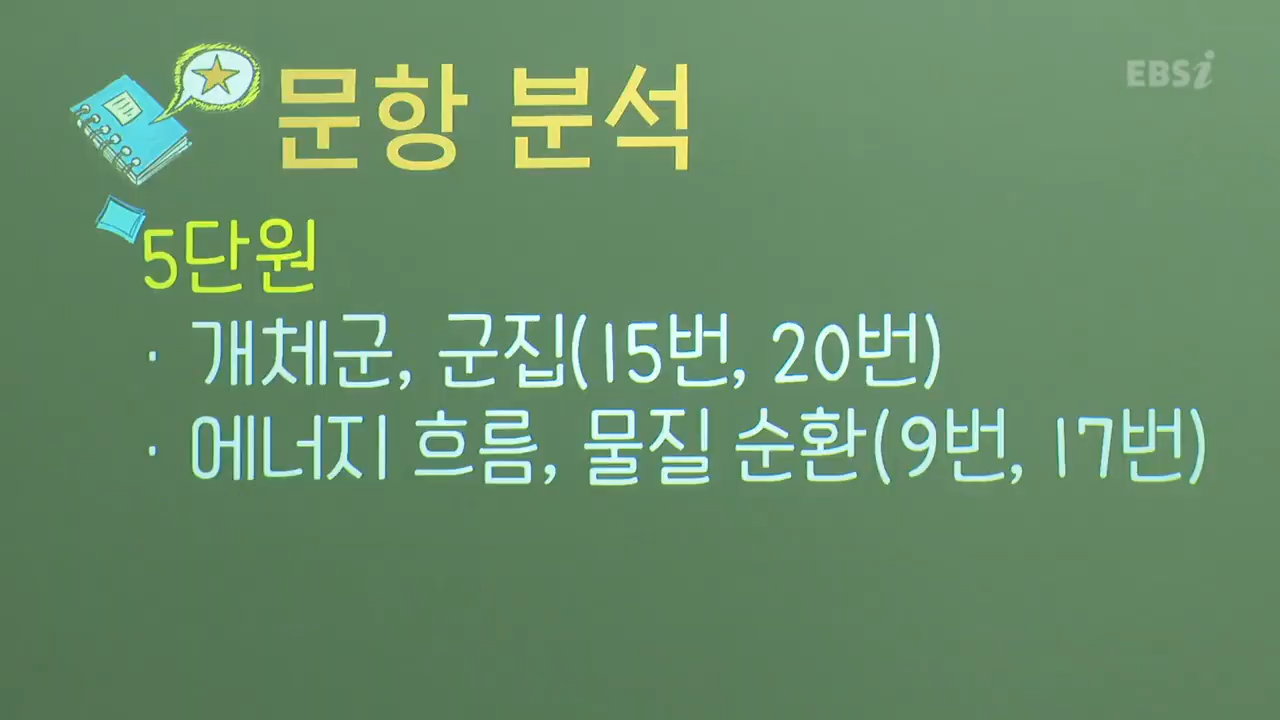 문항 분석
EBSi
5단원
· 개체군, 군집(15번, 20번)
· 에너지 흐름, 물질 순환(9번, 17번)